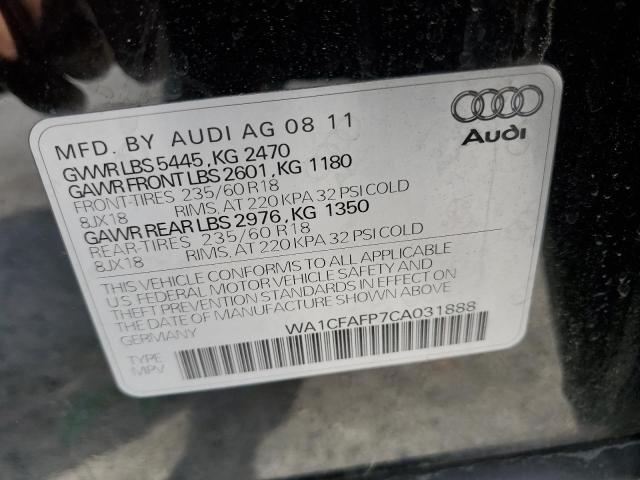 MFD. BY AUDI AG 08 11
GVWR LBS 5445, KG 2470
GAWR FRONT LBS 2601, KG 1180
FRONT-TIRES 235/60 R18
8JX18 RIMS, AT 220 KPA 32 PSI COLD
GAWR REAR LBS 2976, KG 1350
REAR-TIRES 235/60 R18
8JX18 RIMS, AT 220 KPA 32 PSI COLD
THIS VEHICLE CONFORMS TO ALL APPLICABLE
U.S FEDERAL MOTOR VEHICLE SAFETY AND
THEFT PREVENTION STANDARDS IN EFFECT ON
THE DATE OF MANUFACTURE SHOWN ABOVE
GERMANY WA1CFAFP7CA031888
TYPE
MPV
Audi